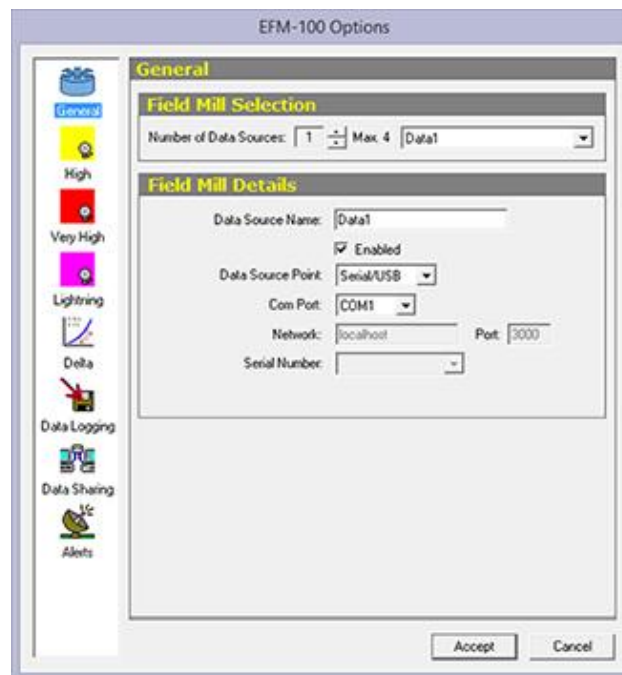 EFM-100 Options
General
High
Very High
Lightning
Delta
Data Logging
Data Sharing
Alerts
General
Field Mill Selection
Number of Data Sources: 1 Max. 4 Data1
Field Mill Details
Data Source Name: Data1
Enabled
Data Source Point: Serial/USB
Com Port: COM1
Network: localhost Port: 3000
Serial Number:
Accept Cancel